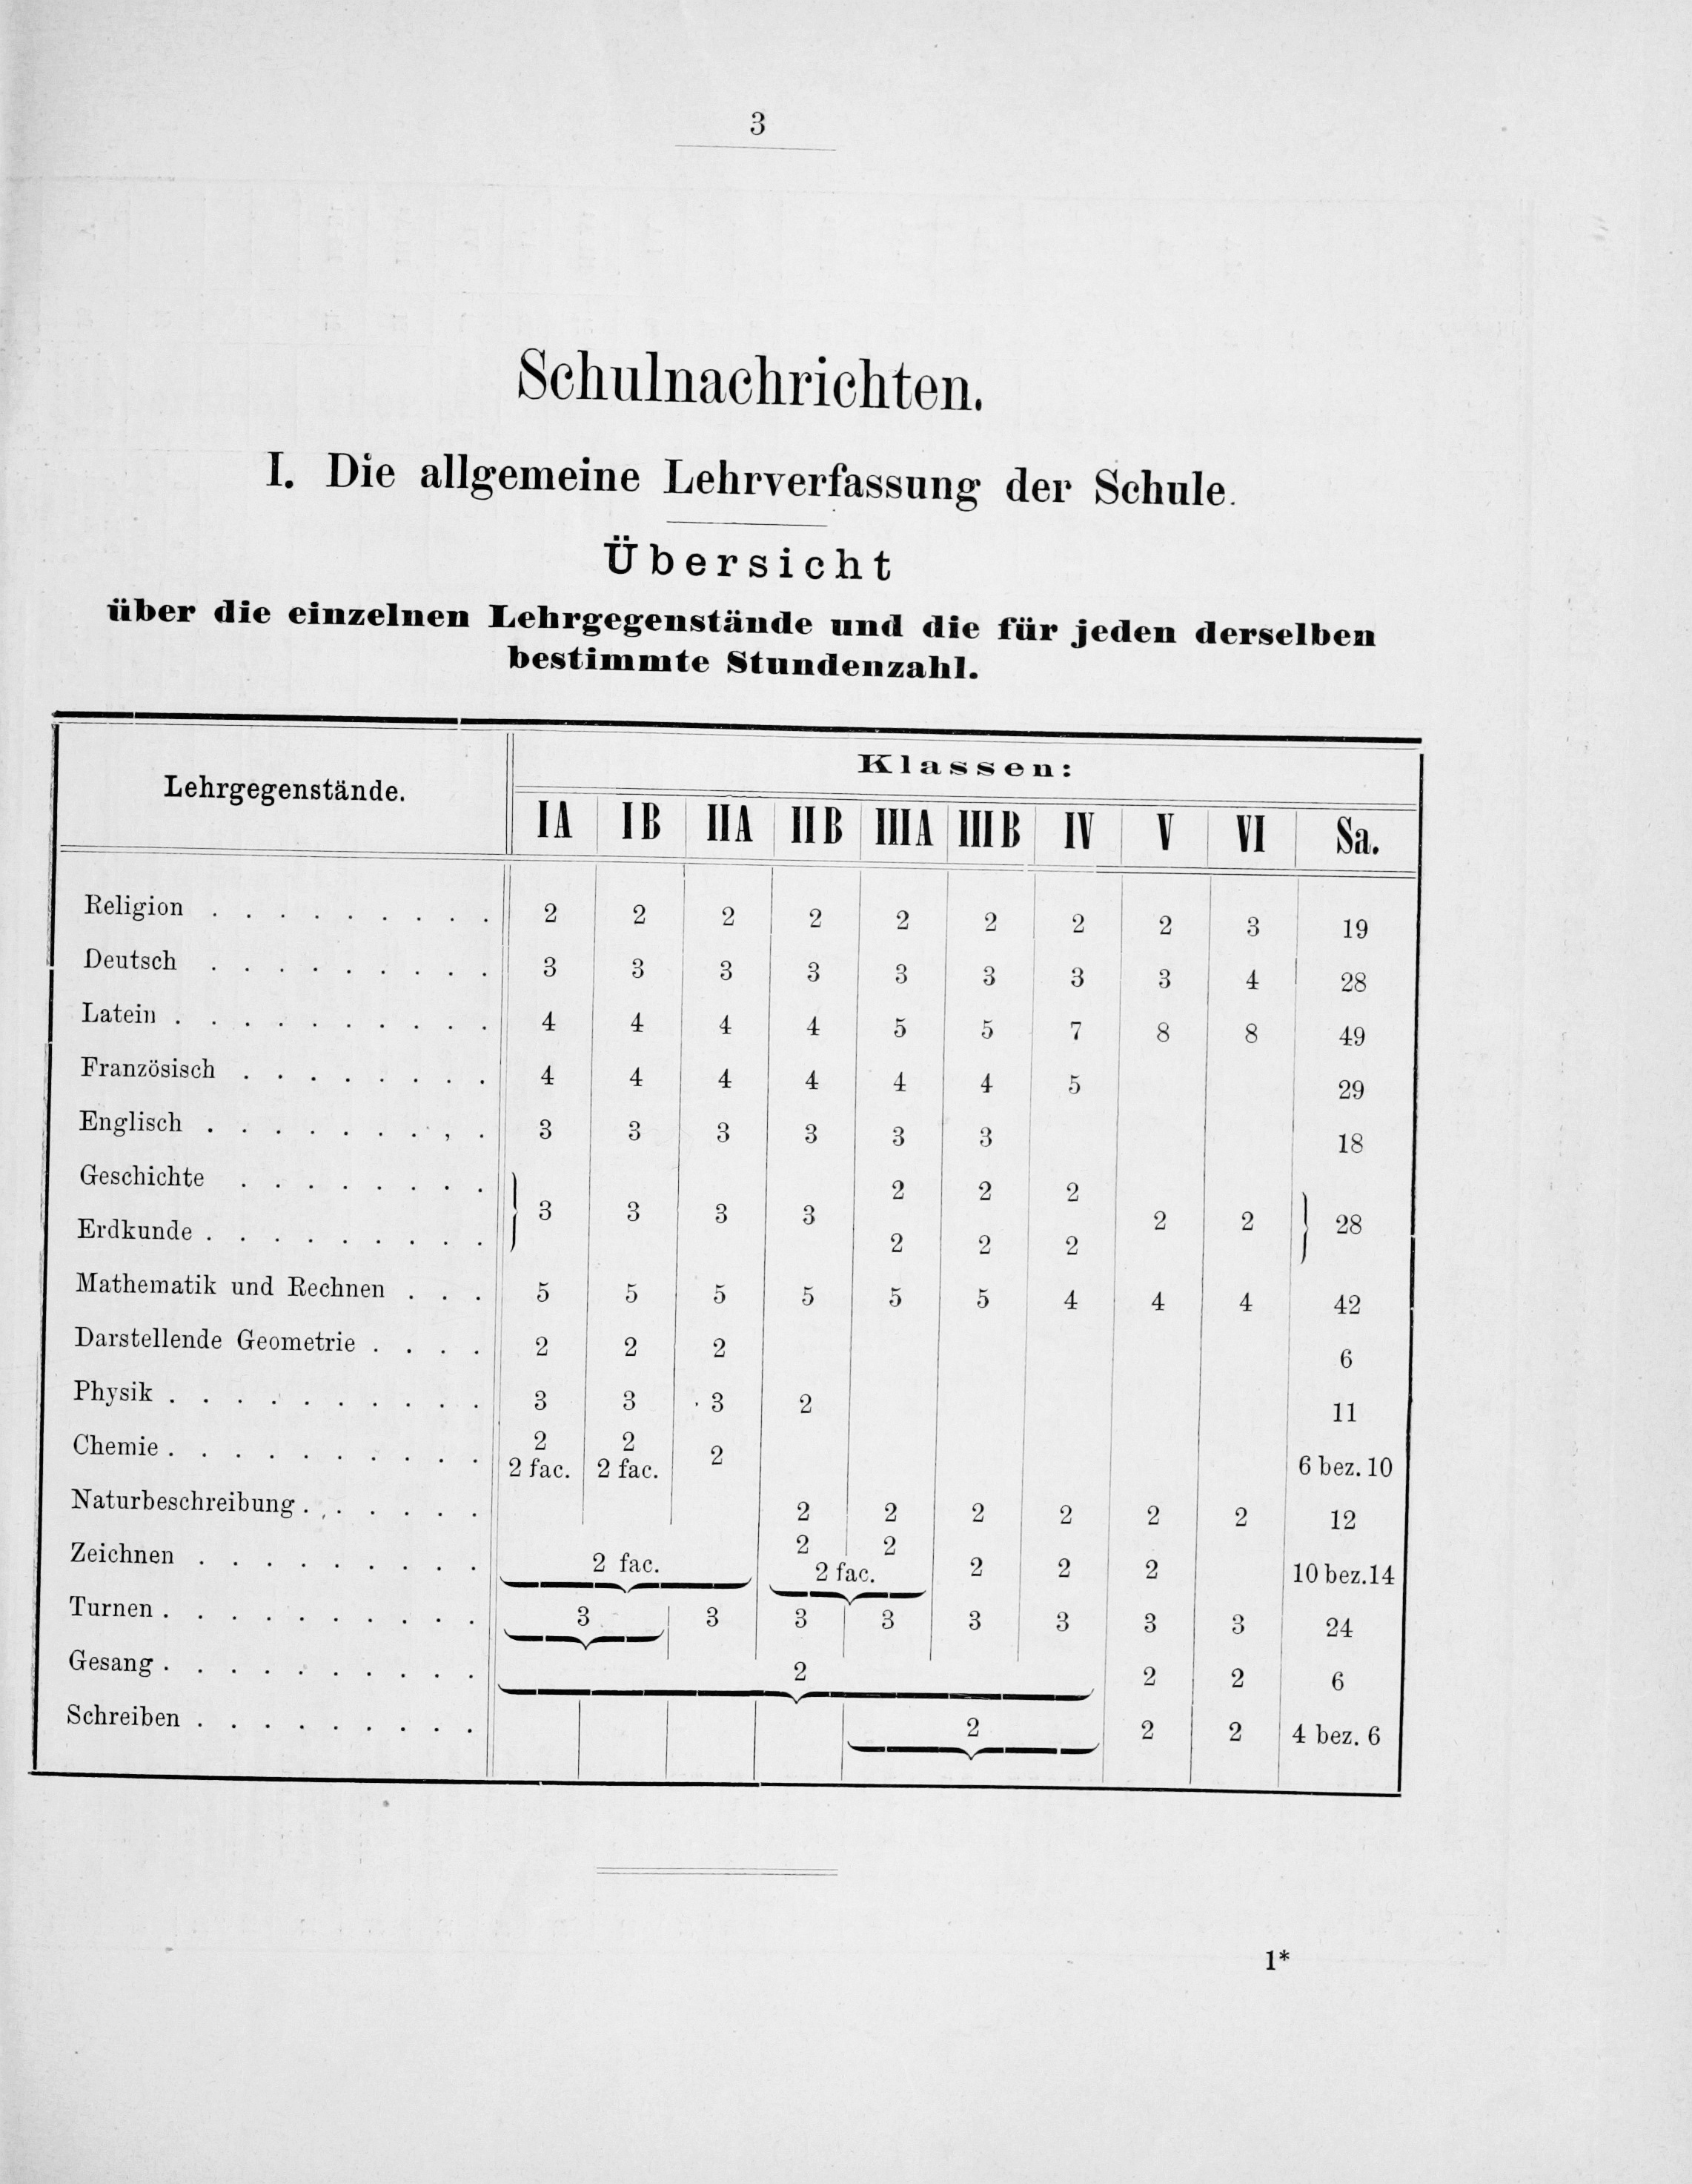 3
Schulnachrichten.
I. Die allgemeine Lehrverfassung der Schule.
Übersicht
über die einzelnen Lehrgegenstände und die für jeden derselben
bestimmte Stundenzahl.
Lehrgegenstände.
Klassen:
IA IB IIA IIB IIIA IIIB IV V VI Sa.
Religion . . . . . . . . . 2 2 2 2 2 2 2 2 3 19
Deutsch . . . . . . . . . 3 3 3 3 3 3 3 3 4 28
Latein . . . . . . . . . . 4 4 4 4 5 5 7 8 8 49
Französisch . . . . . . . . 4 4 4 4 4 4 5 29
Englisch . . . . . . . . , . 3 3 3 3 3 3 18
Geschichte . . . . . . . . 2 2 2
3 3 3 3 2 2 28
Erdkunde . . . . . . . . . 2 2 2
Mathematik und Rechnen . . . 5 5 5 5 5 5 4 4 4 42
Darstellende Geometrie . . . . 2 2 2 6
Physik . . . . . . . . . . 3 3 3 2 11
2 2
Chemie . . . . . . . . . . 2 6 bez. 10
2 fac. 2 fac.
Naturbeschreibung . . . . . . 2 2 2 2 2 2 12
2 2
Zeichnen . . . . . . . . . 2 fac. 2 fac. 2 2 2 10 bez. 14
Turnen . . . . . . . . . . 3 3 3 3 3 3 3 3 24
Gesang . . . . . . . . . . 2 2 2 6
Schreiben . . . . . . . . . 2 2 2 4 bez. 6
1*